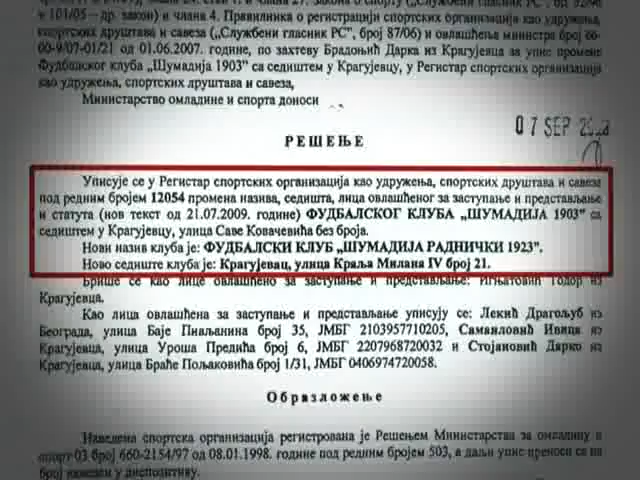 и 101/05 – др. закон) и члана 4. Правилника о регистрацији спортских организација као удружења,
спортских друштава и савеза („Службени гласник РС", број 87/06) и овлашћења министра број 66-
00-9/07-01/21 од 01.06.2007. године, по захтеву Брадоњић Дарка из Крагујевца за упис промене
Фудбалског клуба „Шумадија 1903" са седиштем у Крагујевцу, у Регистар спортских организација
као удружења, спортских друштава и савеза,
Министарство омладине и спорта доноси
07 SEP
РЕШЕЊЕ
Уписује се у Регистар спортских организација као удружења, спортских друштава и савеза
под редним бројем 12054 промена назива, седишта, лица овлашћеног за заступање и представљање
и статута (нов текст од 21.07.2009. године) ФУДБАЛСКОГ КЛУБА „ШУМАДИЈА 1903" са
седиштем у Крагујевцу, улица Саве Ковачевића без броја.
Нови назив клуба је: ФУДБАЛСКИ КЛУБ „ШУМАДИЈА РАДНИЧКИ 1923".
Ново седиште клуба је: Крагујевац, улица Краља Милана IV број 21.
Брише се као лице овлашћено за заступање и представљање: Игњатовић Годор из
Крагујевца.
Као лица овлашћена за заступање и представљање уписују се: Лекић Драгољуб из
Београда, улица Баје Пивљанина број 35, ЈМБГ 2103957710205, Самаиловић Ивица из
Крагујевца, улица Уроша Предића број 6, ЈМБГ 2207968720032 и Стојановић Дарко из
Крагујевца, улица Браће Пољаковића број 1/31, ЈМБГ 0406974720058.
Образложење
Наведена спортска организација регистрована је Решењем Министарства за омладину и
спорт 03 број 660-2154/97 од 08.01.1998. године под редним бројем 503, а даљи упис преноси се на
број наведен у диспозитиву.